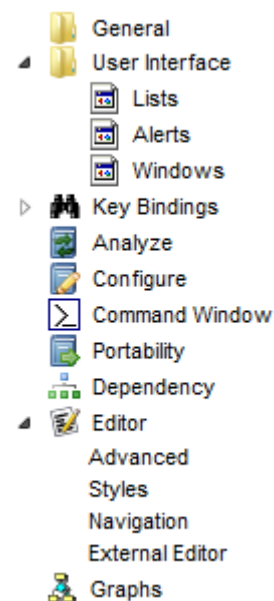 General
User Interface
Lists
Alerts
Windows
Key Bindings
Analyze
Configure
Command Window
Portability
Dependency
Editor
Advanced
Styles
Navigation
External Editor
Graphs